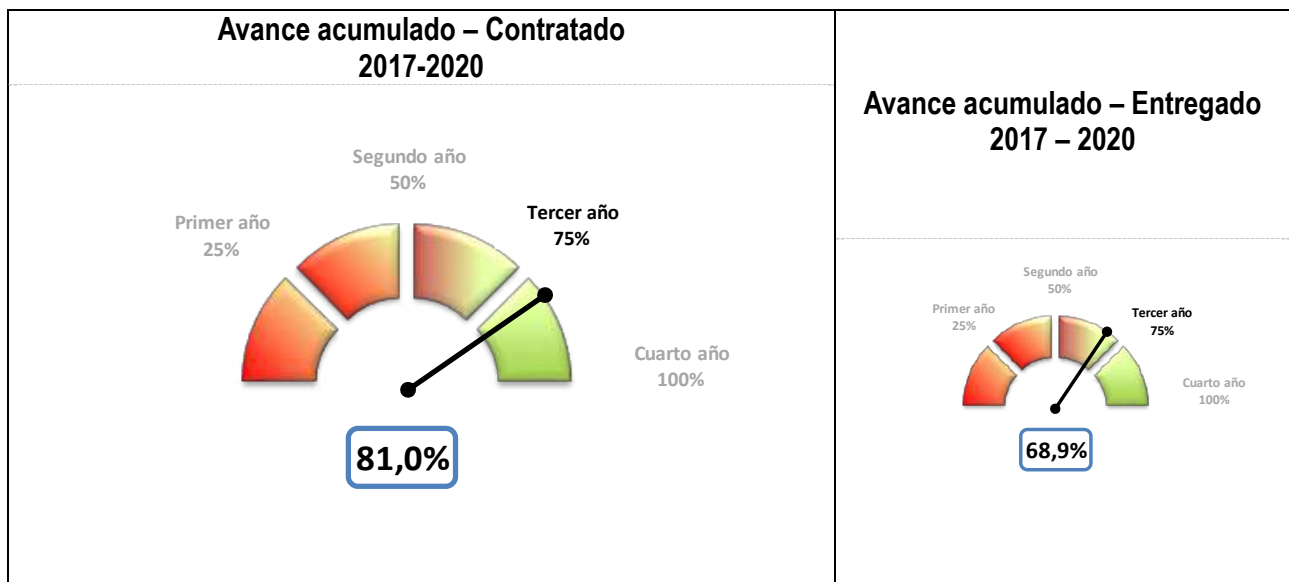 Avance acumulado – Contratado
2017-2020
Segundo año
50%
Primer año
25%
Tercer año
75%
Cuarto año
100%
81,0%
Avance acumulado – Entregado
2017 – 2020
Segundo año
50%
Primer año
25%
Tercer año
75%
Cuarto año
100%
68,9%